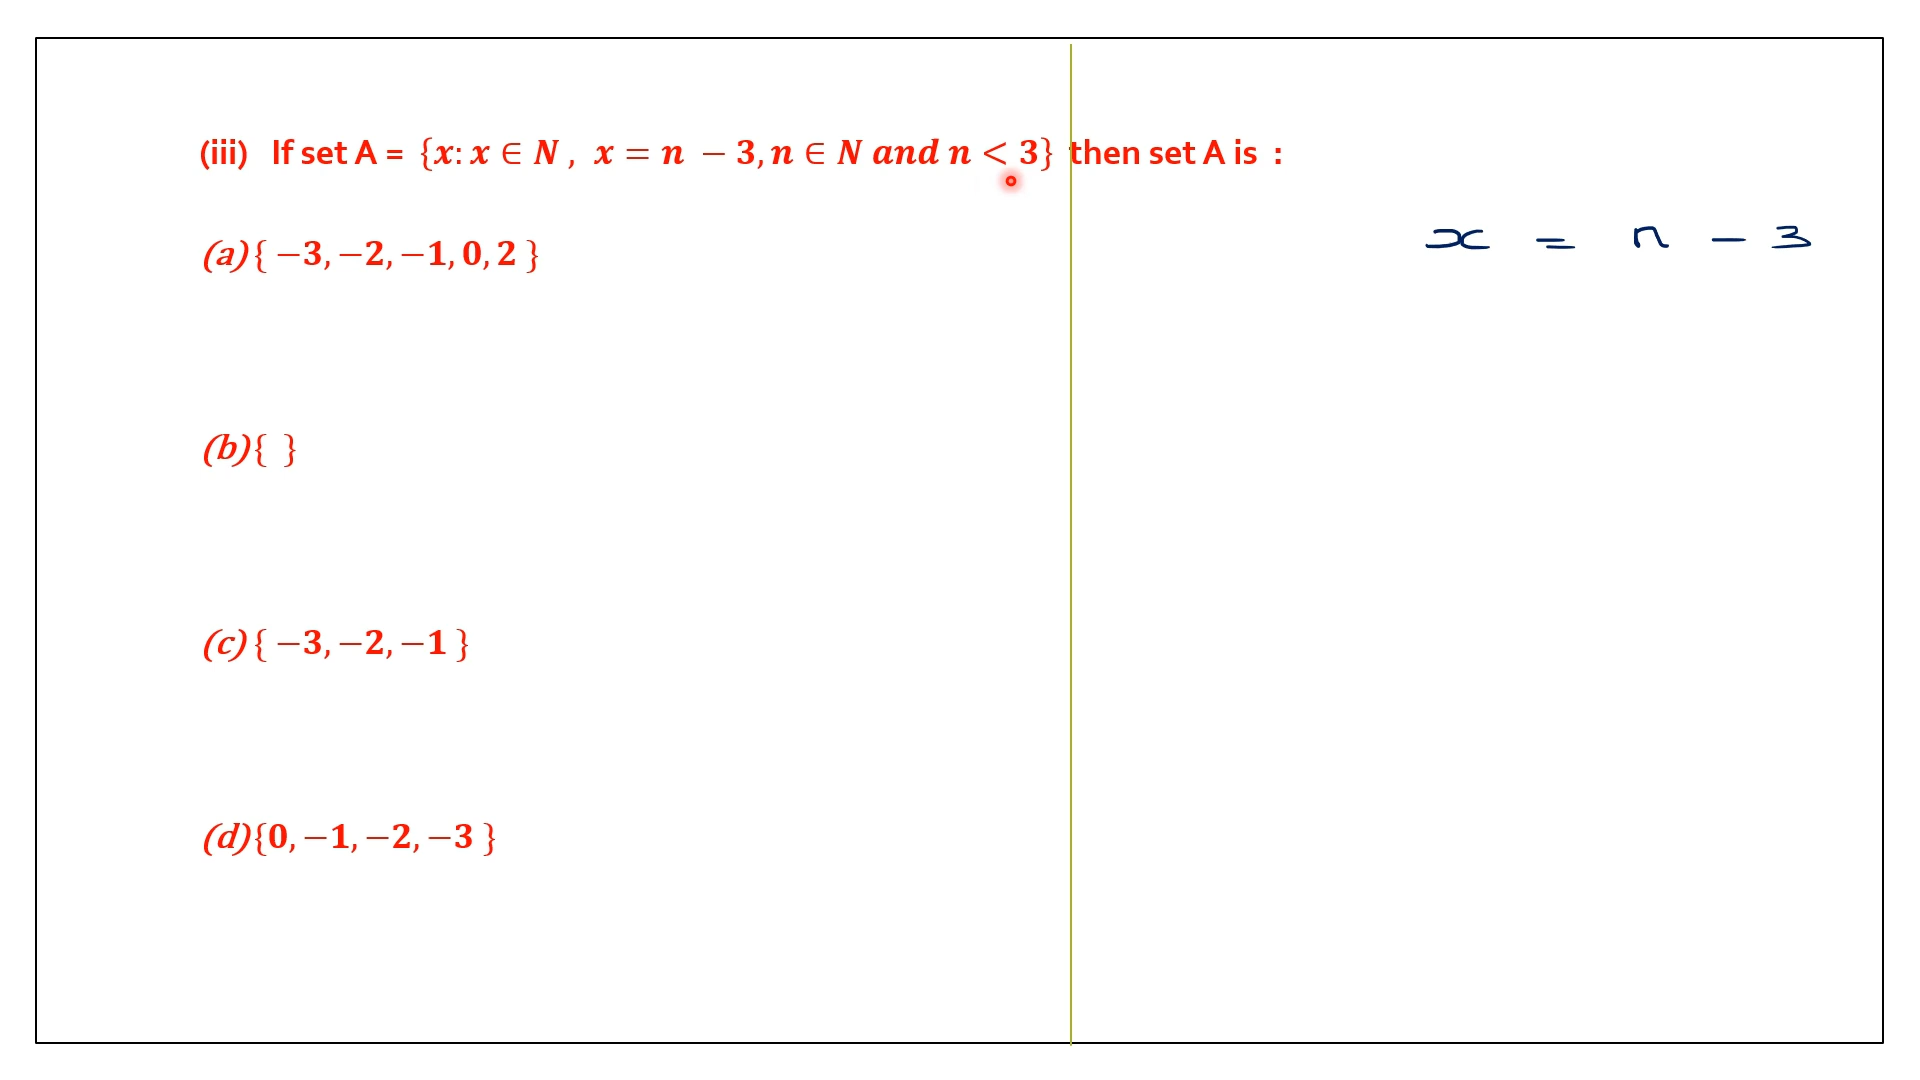 (iii) If set A = {x: x ∈ N , x = n − 3, n ∈ N and n < 3} then set A is :
(a) { −3, −2, −1, 0, 2 }
x = n − 3
(b) { }
(c) { −3, −2, −1 }
(d) {0, −1, −2, −3 }